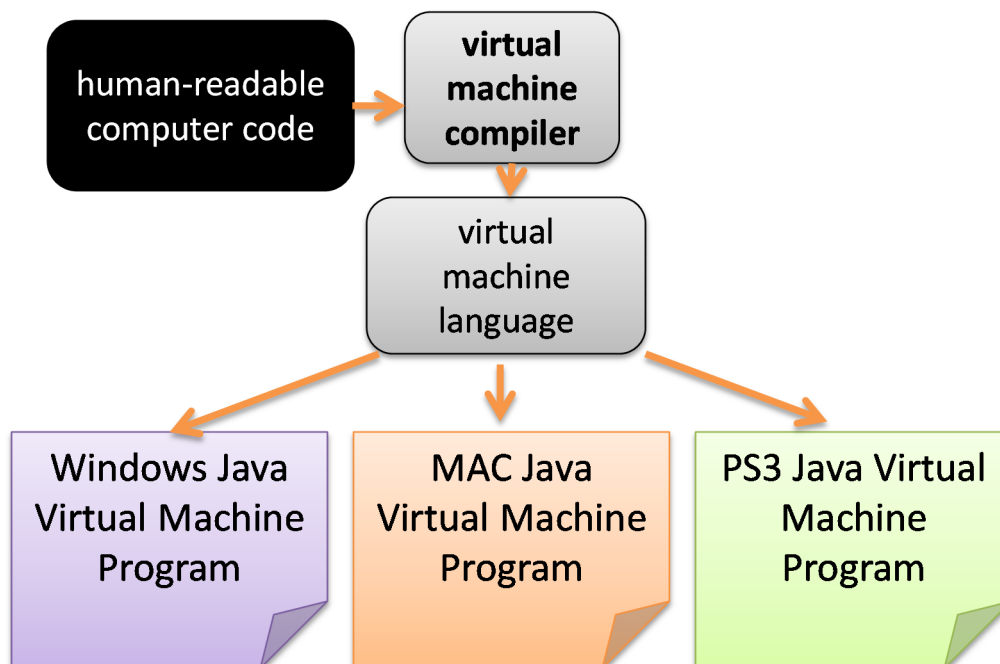 human-readable
computer code
virtual
machine
compiler
virtual
machine
language
Windows Java
Virtual Machine
Program
MAC Java
Virtual Machine
Program
PS3 Java Virtual
Machine
Program